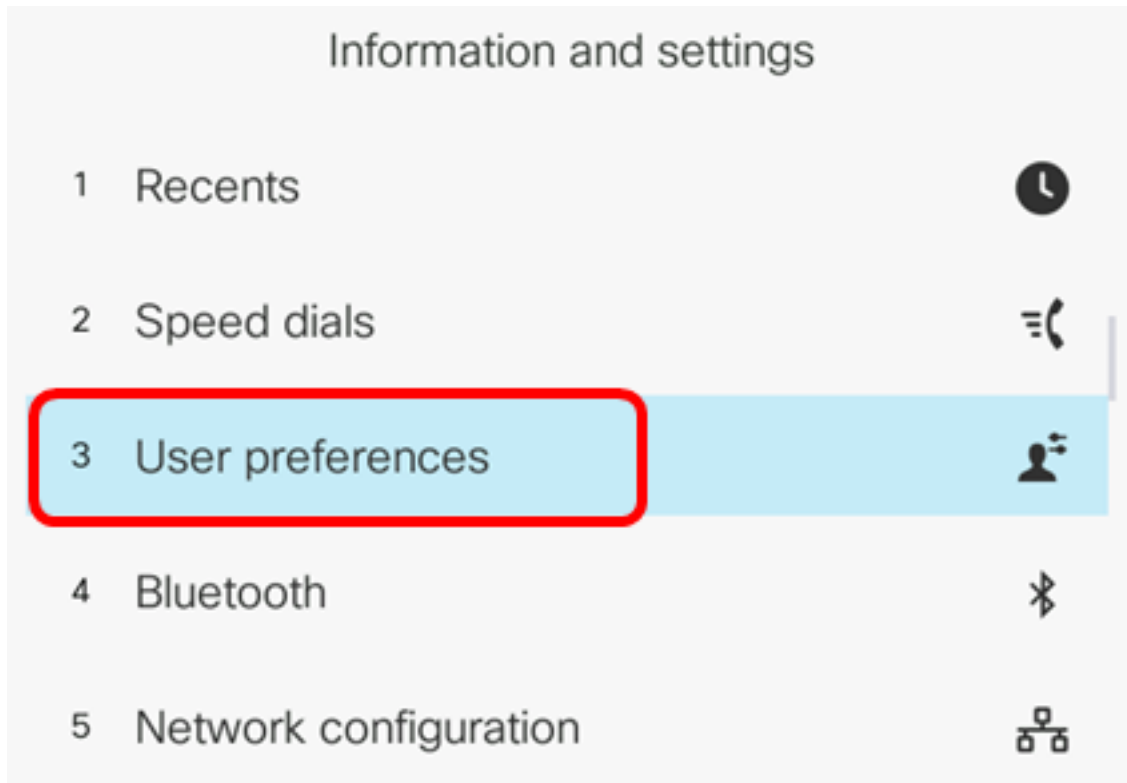 Information and settings
1 Recents
2 Speed dials
3 User preferences
4 Bluetooth
5 Network configuration